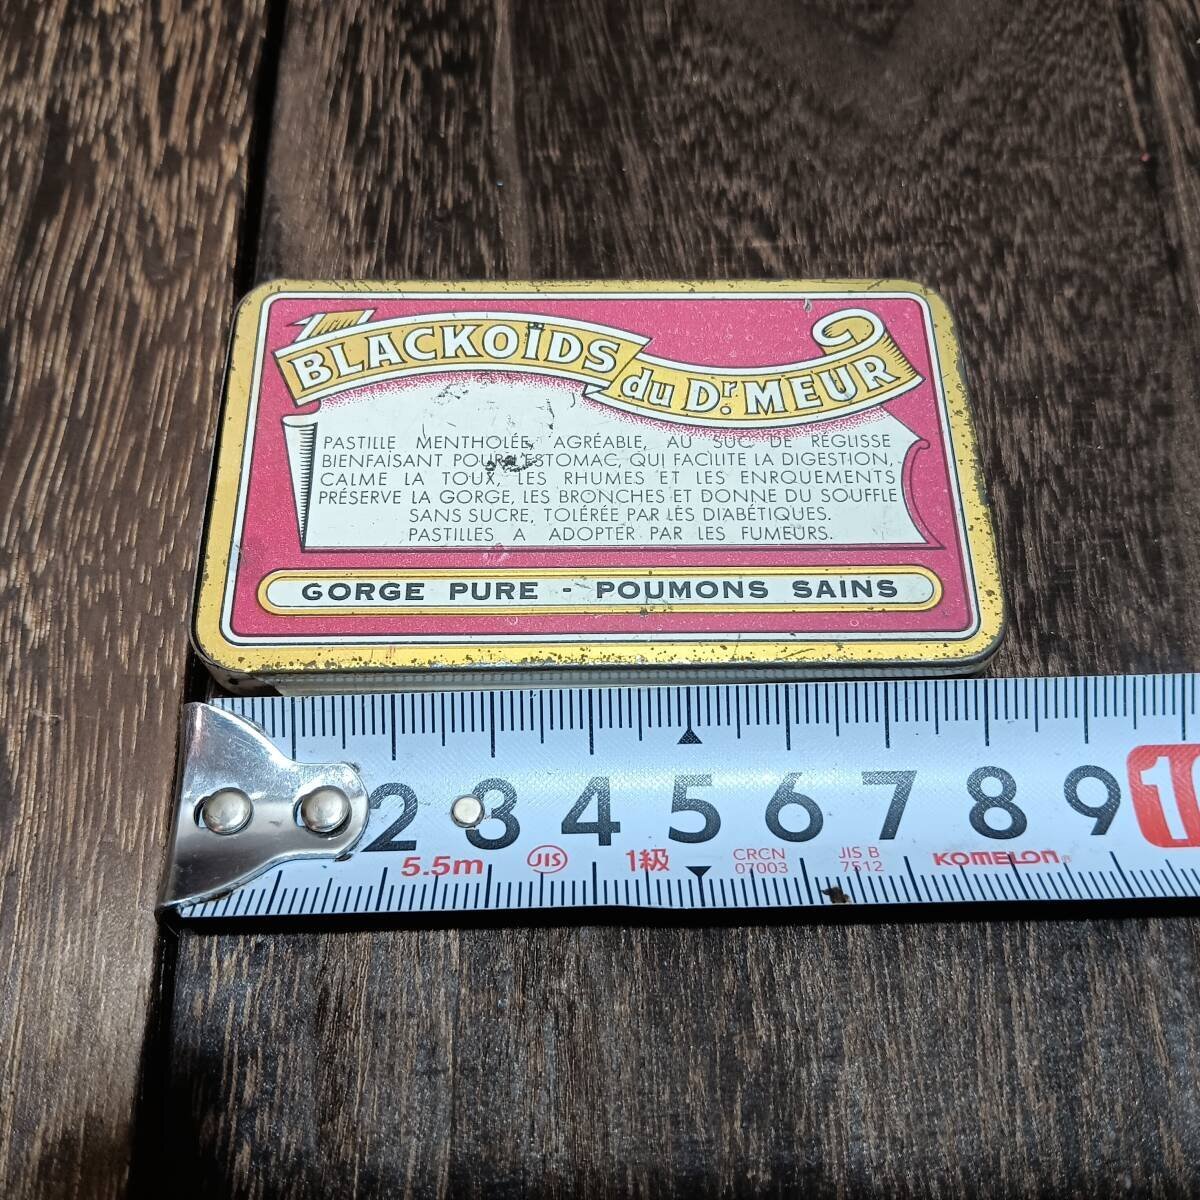 BLACKOÏDS du Dr. MEUR
PASTILLE MENTHOLÉE, AGRÉABLE, AU SUC DE RÉGLISSE
BIENFAISANT POUR L'ESTOMAC, QUI FACILITE LA DIGESTION,
CALME LA TOUX, LES RHUMES ET LES ENROUEMENTS
PRÉSERVE LA GORGE, LES BRONCHES ET DONNE DU SOUFFLE
SANS SUCRE, TOLÉRÉE PAR LES DIABÉTIQUES.
PASTILLES A ADOPTER PAR LES FUMEURS.
GORGE PURE - POUMONS SAINS
2 3 4 5 6 7 8 9 10
5.5m JIS 1級 CRCN 07003 JIS B 7512 KOMELON